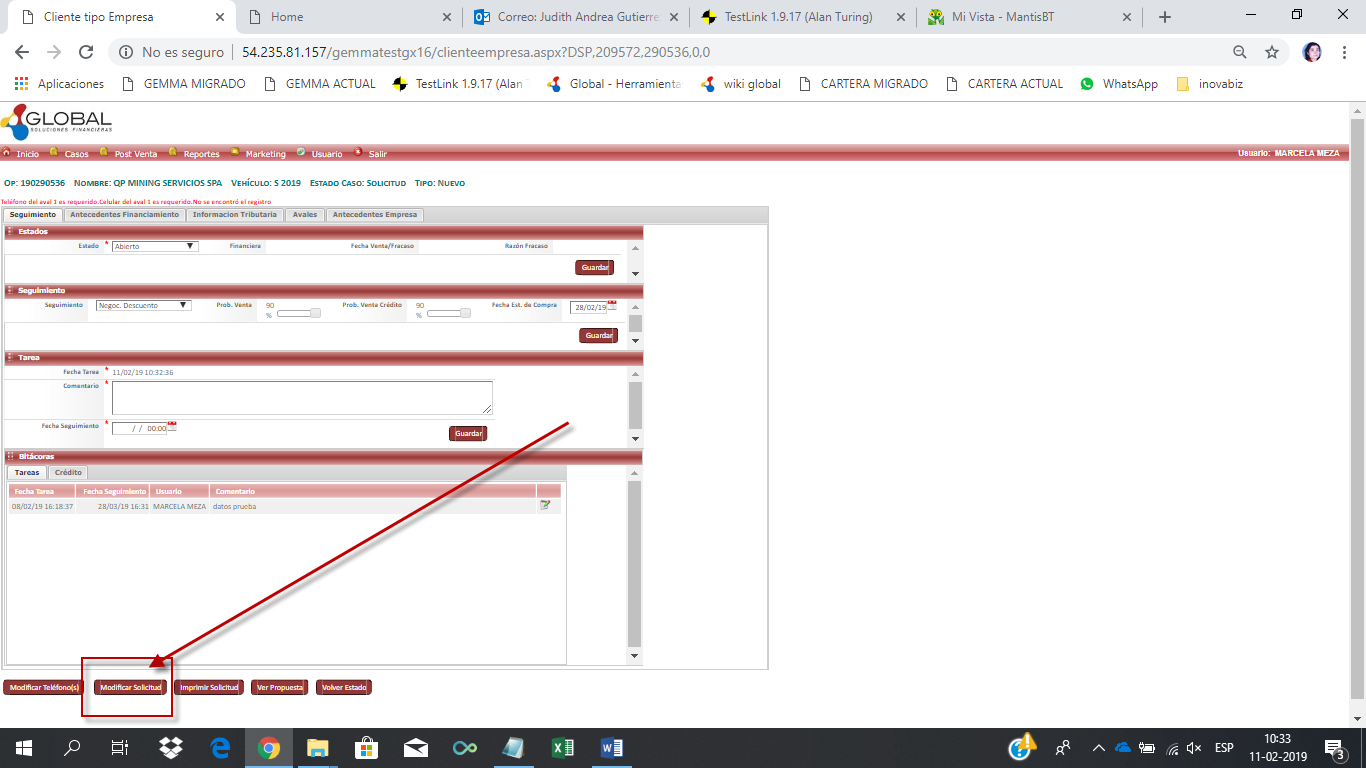 Cliente tipo Empresa
Home
Correo: Judith Andrea Gutierre
TestLink 1.9.17 (Alan Turing)
Mi Vista - MantisBT
No es seguro
54.235.81.157/gemmatestgx16/clienteempresa.aspx?DSP,209572,290536,0,0
Aplicaciones
GEMMA MIGRADO
GEMMA ACTUAL
TestLink 1.9.17 (Alan
Global - Herramienta
wiki global
CARTERA MIGRADO
CARTERA ACTUAL
WhatsApp
inovabiz
GLOBAL
SOLUCIONES FINANCIERAS
Inicio
Casos
Post Venta
Reportes
Marketing
Usuario
Salir
Usuario: MARCELA MEZA
Op: 190290536 Nombre: QP MINING SERVICIOS SPA Vehículo: S 2019 Estado Caso: Solicitud Tipo: Nuevo
Teléfono del aval 1 es requerido.Celular del aval 1 es requerido.No se encontró el registro
Seguimiento
Antecedentes Financiamiento
Informacion Tributaria
Avales
Antecedentes Empresa
Estados
Estado * Abierto
Financiera
Fecha Venta/Fracaso
Razón Fracaso
Guardar
Seguimiento
Seguimiento
Negoc. Descuento
Prob. Venta
90 %
Prob. Venta Crédito
90 %
Fecha Est. de Compra
28/02/19
Guardar
Tarea
Fecha Tarea * 11/02/19 10:32:36
Comentario *
Fecha Seguimiento * / / 00:00
Guardar
Bitácoras
Tareas
Crédito
Fecha Tarea
Fecha Seguimiento
Usuario
Comentario
08/02/19 16:18:37
28/03/19 16:31
MARCELA MEZA
datos prueba
Modificar Teléfono(s)
Modificar Solicitud
Imprimir Solicitud
Ver Propuesta
Volver Estado
ESP
10:33
11-02-2019
3